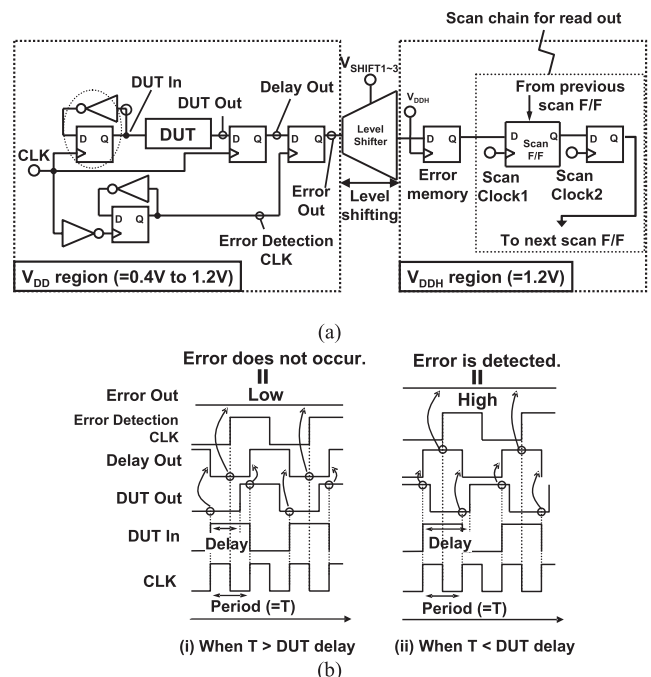 Scan chain for read out
(a)
DUT In
DUT Out
Delay Out
V_SHIFT1~3
V_DDH
From previous
scan F/F
D Q
DUT
D Q
D Q
Level
Shifter
D Q
D Q
Scan
F/F
D Q
CLK
Error
Out
Level
shifting
Error
memory
Scan
Clock1
Scan
Clock2
D Q
Error Detection
CLK
To next scan F/F
V_DD region (=0.4V to 1.2V)
V_DDH region (=1.2V)
(a)
Error does not occur.
Error is detected.
Error Out
Low
High
Error Detection
CLK
Delay Out
DUT Out
DUT In
Delay
Delay
CLK
Period (=T)
Period (=T)
(i) When T > DUT delay
(ii) When T < DUT delay
(b)